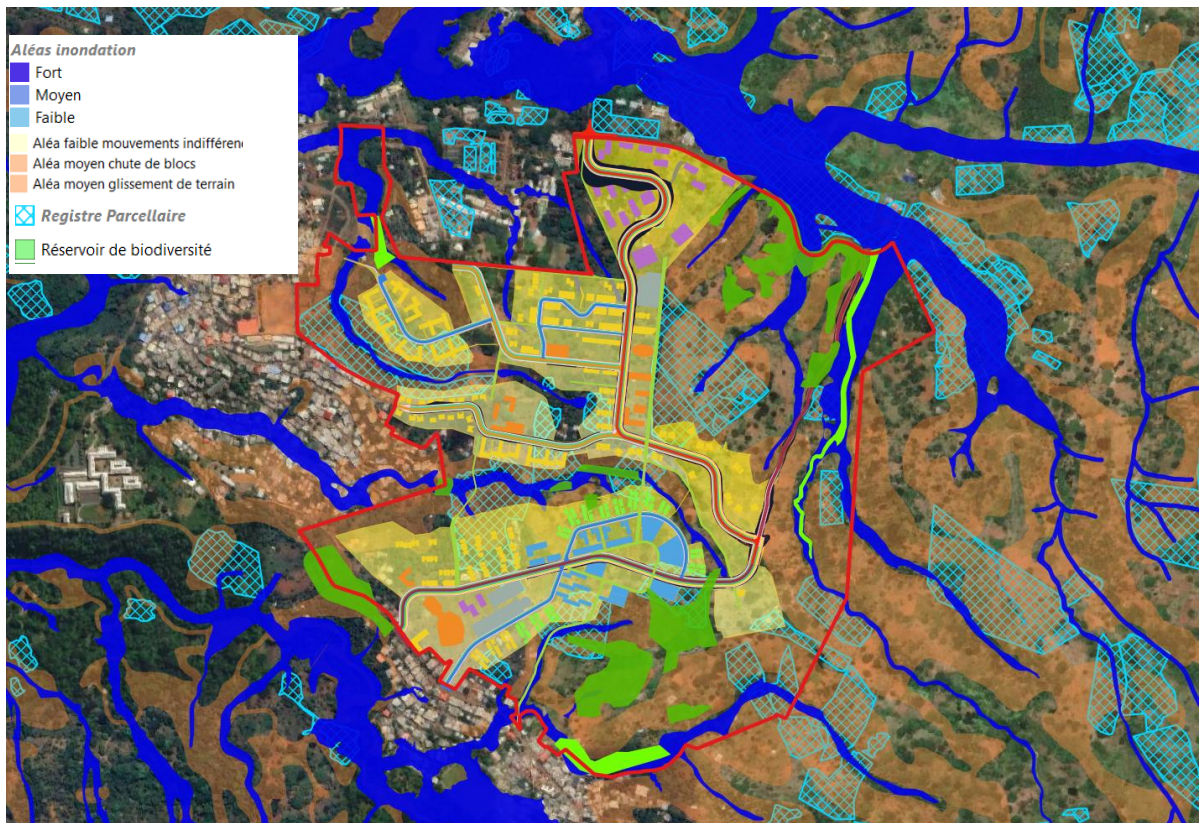 Aléas inondation
Fort
Moyen
Faible
Aléa faible mouvements indifféren
Aléa moyen chute de blocs
Aléa moyen glissement de terrain
Registre Parcellaire
Réservoir de biodiversité